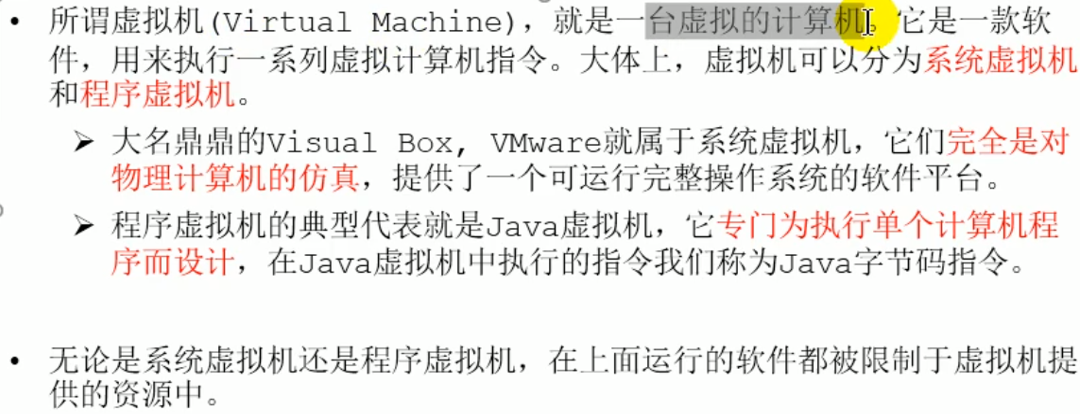 • 所谓虚拟机(Virtual Machine)，就是一台虚拟的计算机。它是一款软
件，用来执行一系列虚拟计算机指令。大体上，虚拟机可以分为系统虚拟机
和程序虚拟机。
➢ 大名鼎鼎的Visual Box, VMware就属于系统虚拟机，它们完全是对
物理计算机的仿真，提供了一个可运行完整操作系统的软件平台。
➢ 程序虚拟机的典型代表就是Java虚拟机，它专门为执行单个计算机程
序而设计，在Java虚拟机中执行的指令我们称为Java字节码指令。
• 无论是系统虚拟机还是程序虚拟机，在上面运行的软件都被限制于虚拟机提
供的资源中。